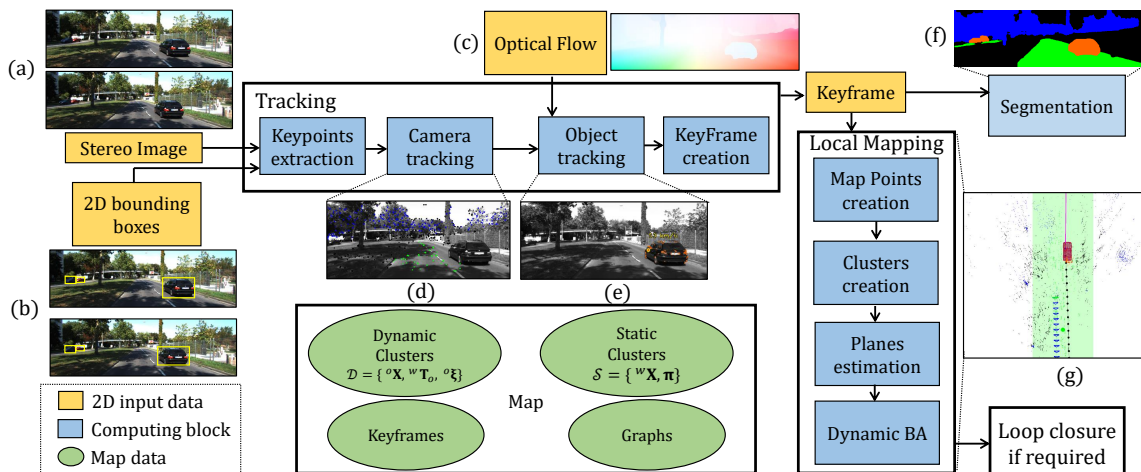 (a)
(c)
Optical Flow
(f)
Tracking
Keyframe
Segmentation
Stereo Image
Keypoints
extraction
Camera
tracking
Object
tracking
KeyFrame
creation
Local Mapping
2D bounding
boxes
Map Points
creation
(b)
(d)
(e)
Clusters
creation
Dynamic
Clusters
𝒟 = { ᵒX, ʷTₒ, ᵒξ}
Static
Clusters
𝒮 = { ʷX, π}
Planes
estimation
(g)
2D input data
Computing block
Map data
Map
Keyframes
Graphs
Dynamic BA
Loop closure
if required